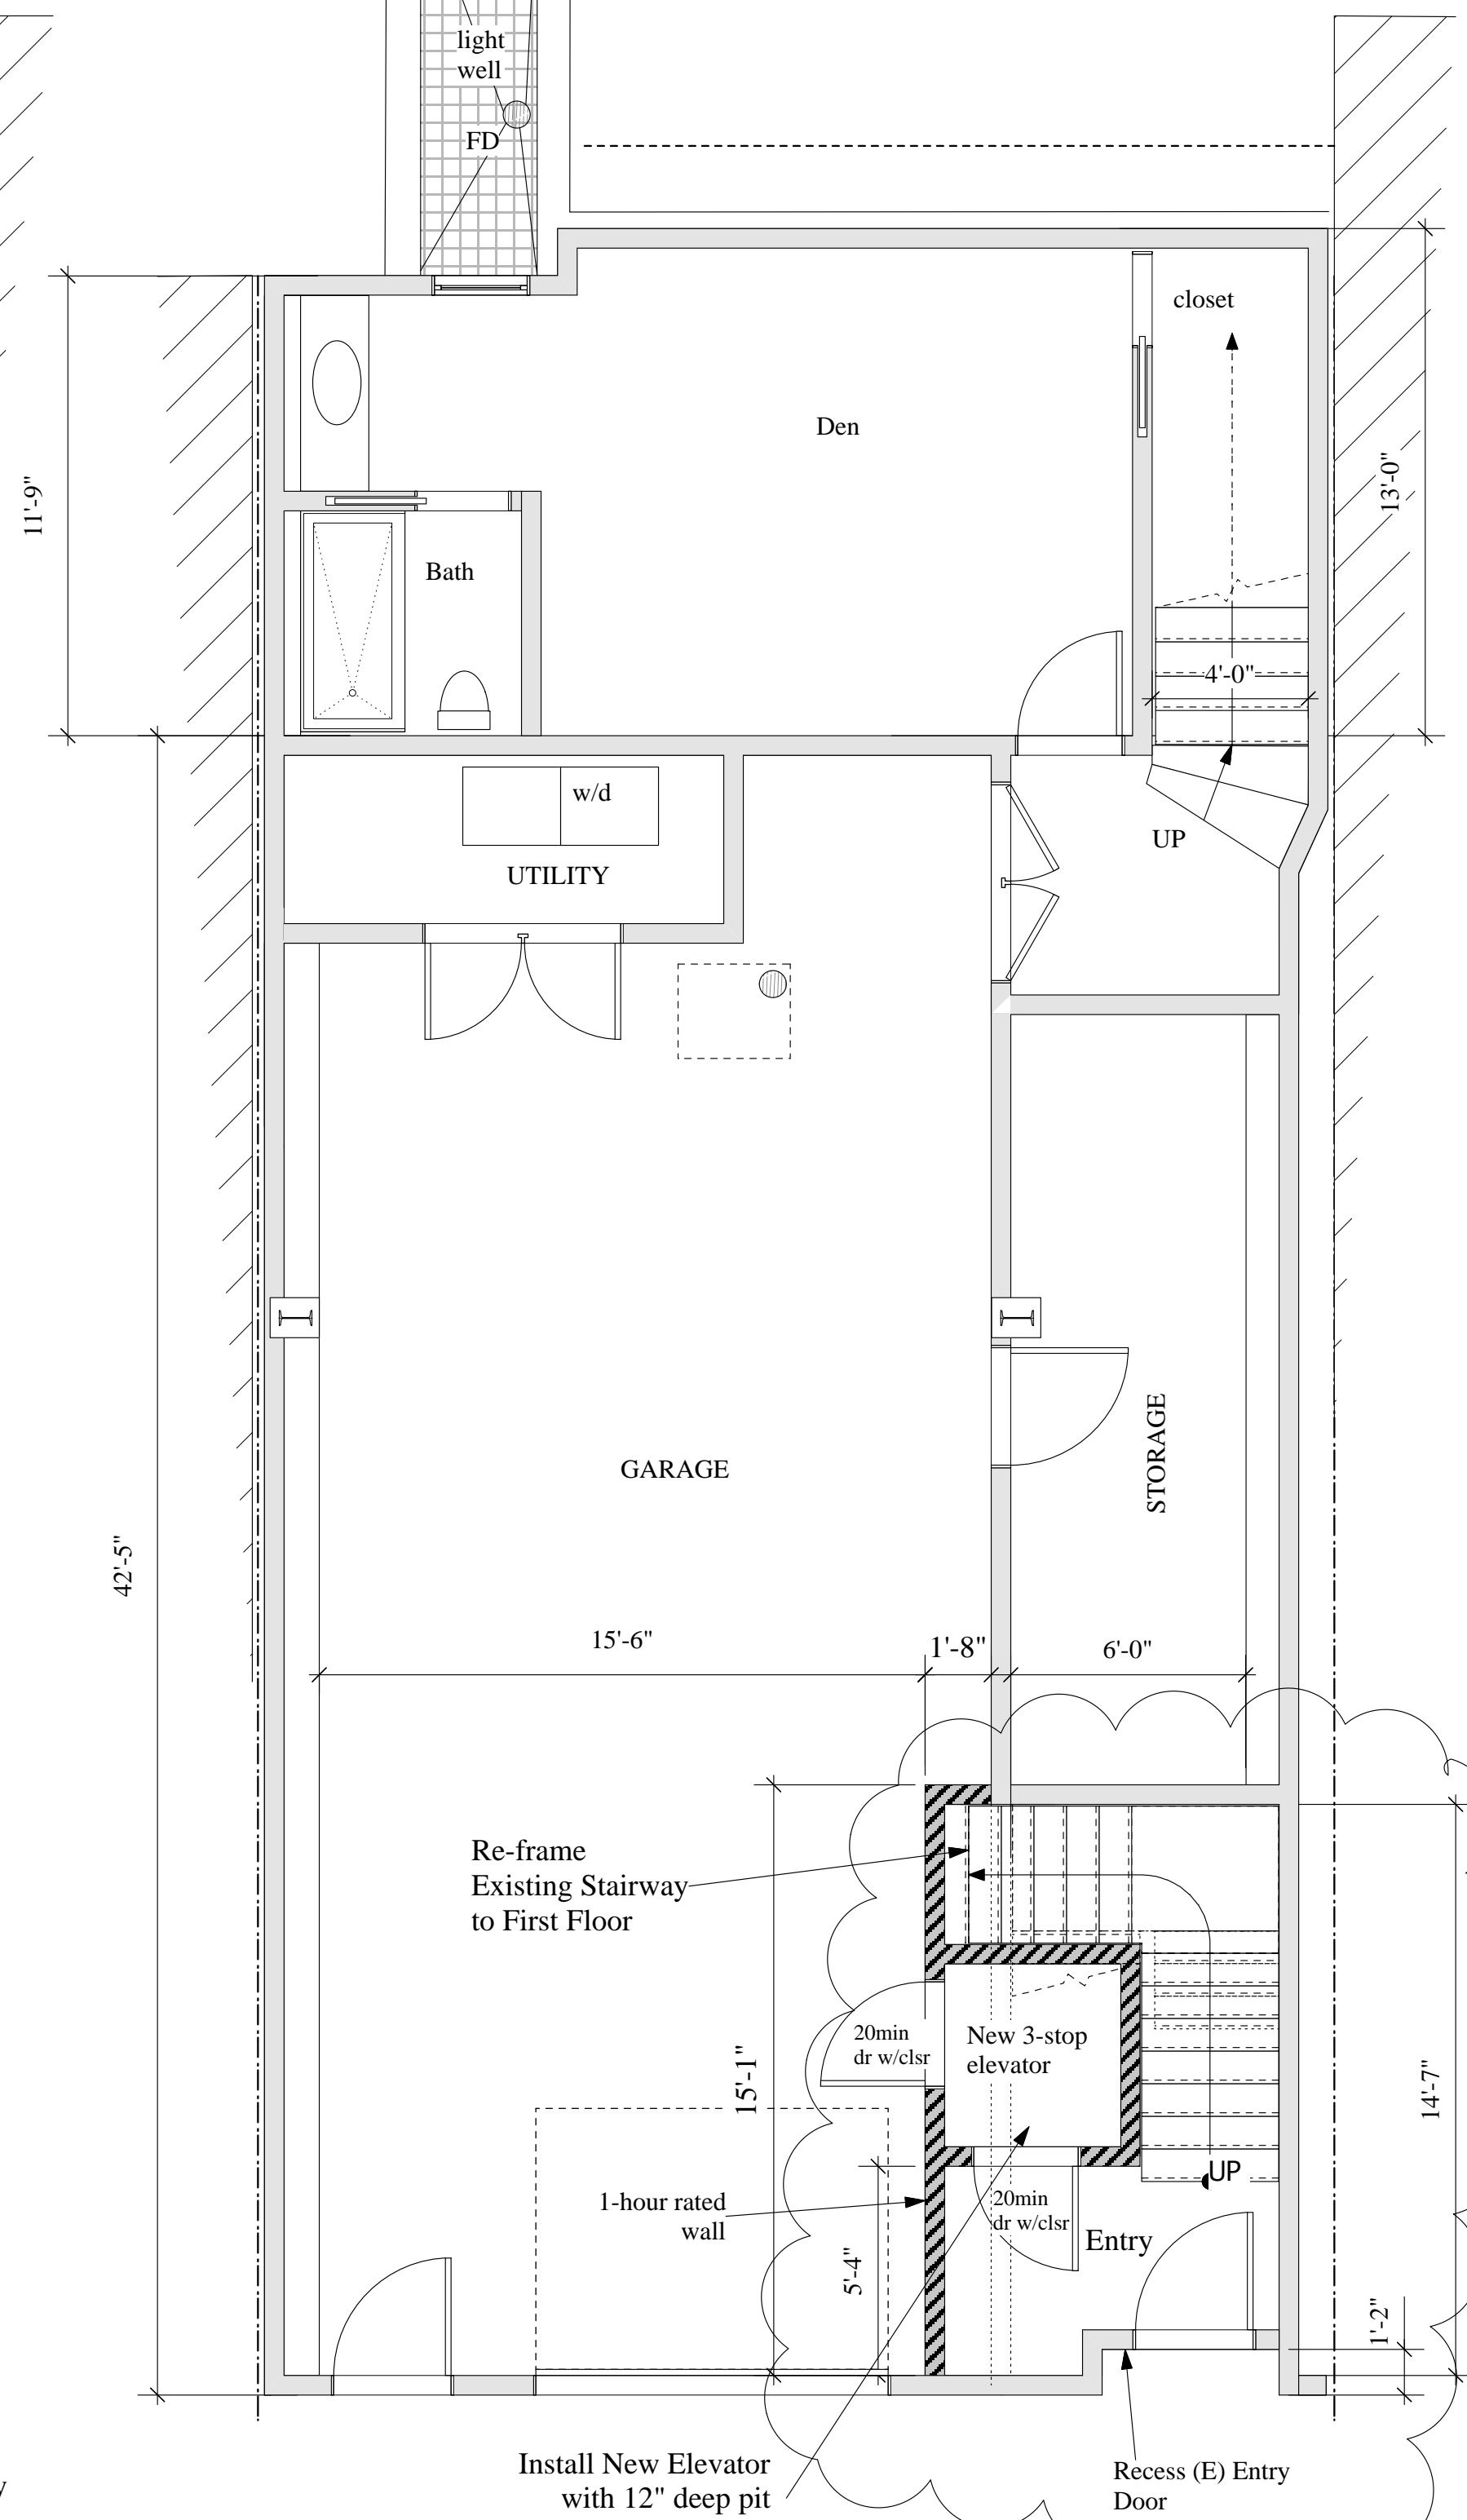 light
well
FD
closet
Den
11'-9"
13'-0"
Bath
4'-0"
w/d
UTILITY
UP
GARAGE
STORAGE
42'-5"
15'-6"
1'-8"
6'-0"
Re-frame
Existing Stairway
to First Floor
20min
dr w/clsr
New 3-stop
elevator
15'-1"
14'-7"
UP
1-hour rated
wall
20min
dr w/clsr
Entry
5'-4"
1'-2"
Install New Elevator
with 12" deep pit
Recess (E) Entry
Door